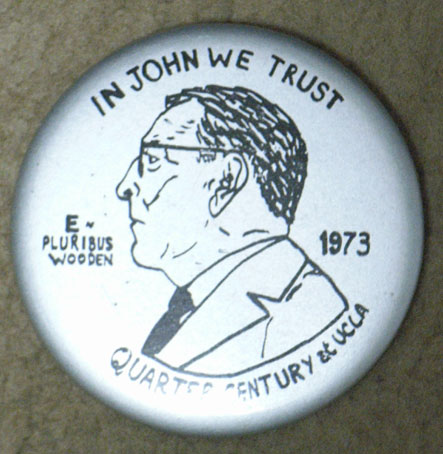 IN JOHN WE TRUST
E~
PLURIBUS
WOODEN
1973
QUARTER CENTURY at UCLA